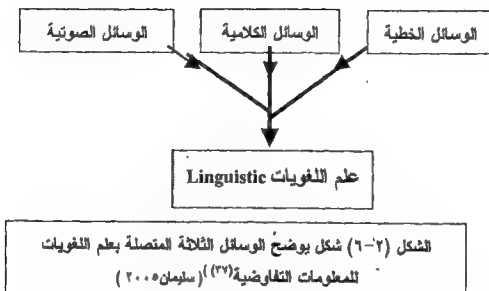 الوسائل الخطية
الوسائل الكلامية
الوسائل الصوتية
علم اللغويات Linguistic
الشكل (٢-٦) شكل يوضح الوسائل الثلاثة المتصلة بعلم اللغويات
للمعلومات التفاوضية((٣٧))(سليمان٢٠٠٥)